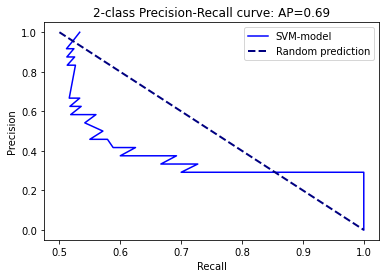 2-class Precision-Recall curve: AP=0.69
SVM-model
Random prediction
Precision
1.0
0.8
0.6
0.4
0.2
0.0
0.5 0.6 0.7 0.8 0.9 1.0
Recall